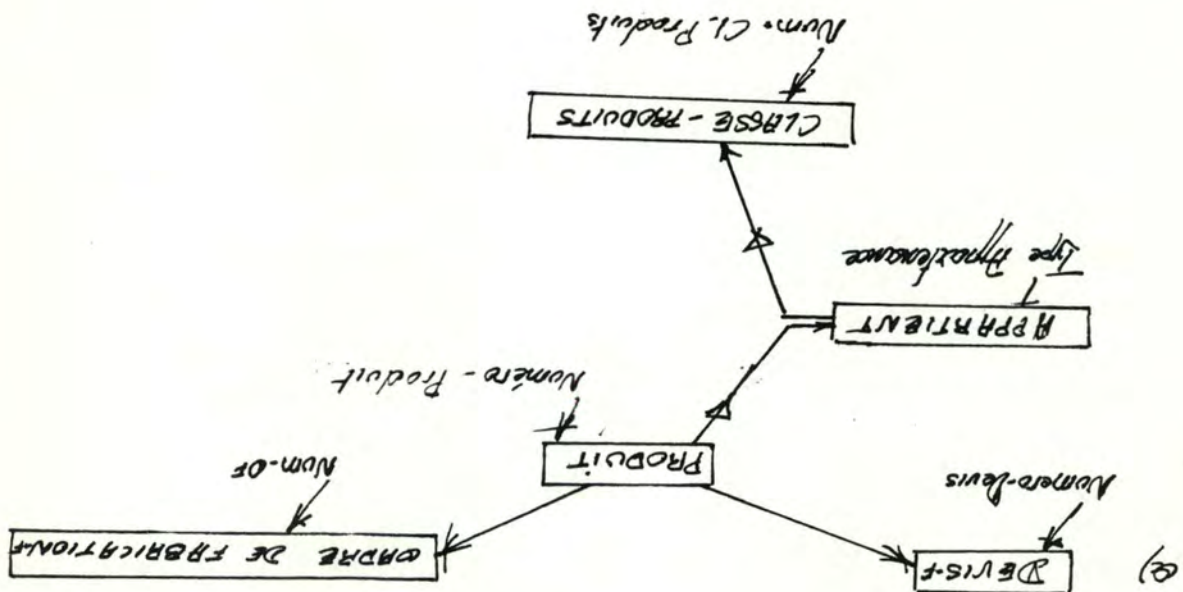 a) DEVIS-F
ORDRE DE FABRICATION-F
Numero-Devis
Num-OF
PRODUIT
Numéro - Produit
APPARTIENT
Type Appartenance
CLASSE - PRODUITS
Num. Cl. Produits